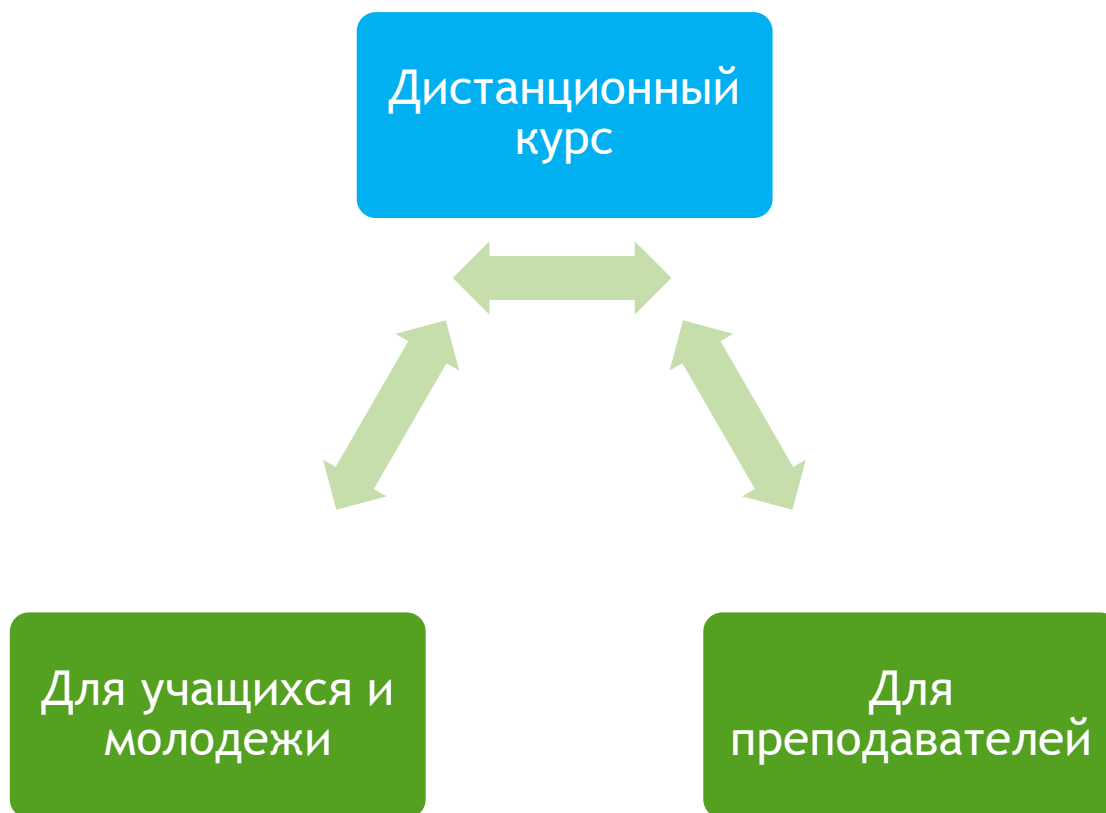 Дистанционный
курс
Для учащихся и
молодежи
Для
преподавателей